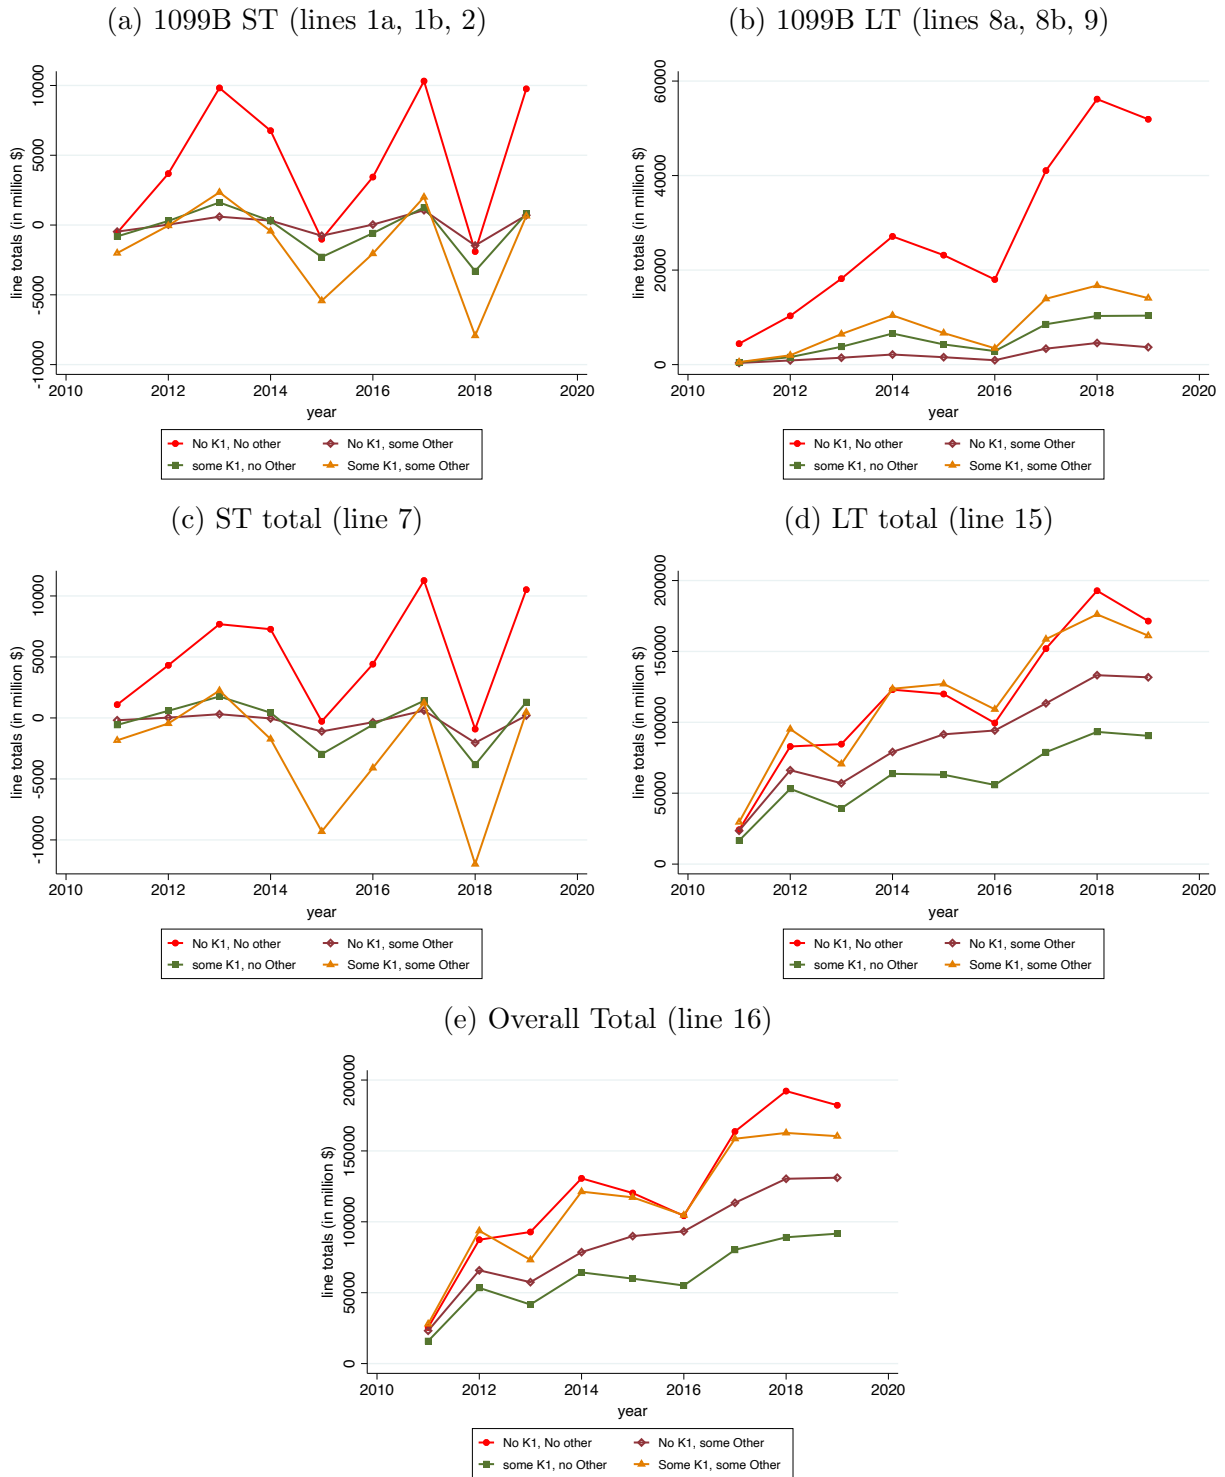 (a) 1099B ST (lines 1a, 1b, 2)
line totals (in million $)
10000
5000
0
-5000
-10000
2010 2012 2014 2016 2018 2020
year
No K1, No other No K1, some Other
some K1, no Other Some K1, some Other
(b) 1099B LT (lines 8a, 8b, 9)
line totals (in million $)
60000
40000
20000
0
2010 2012 2014 2016 2018 2020
year
No K1, No other No K1, some Other
some K1, no Other Some K1, some Other
(c) ST total (line 7)
line totals (in million $)
10000
5000
0
-5000
-10000
2010 2012 2014 2016 2018 2020
year
No K1, No other No K1, some Other
some K1, no Other Some K1, some Other
(d) LT total (line 15)
line totals (in million $)
200000
150000
100000
50000
0
2010 2012 2014 2016 2018 2020
year
No K1, No other No K1, some Other
some K1, no Other Some K1, some Other
(e) Overall Total (line 16)
line totals (in million $)
200000
150000
100000
50000
0
2010 2012 2014 2016 2018 2020
year
No K1, No other No K1, some Other
some K1, no Other Some K1, some Other